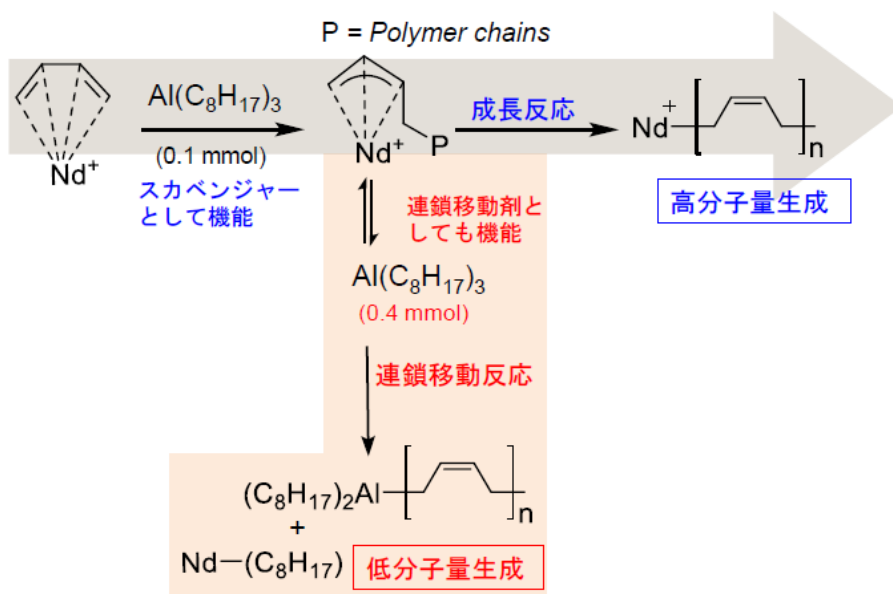 P = Polymer chains
Al(C₈H₁₇)₃
(0.1 mmol)
スカベンジャー
として機能
Nd⁺
Nd⁺
P
成長反応
Nd⁺
n
高分子量生成
連鎖移動剤と
しても機能
Al(C₈H₁₇)₃
(0.4 mmol)
連鎖移動反応
(C₈H₁₇)₂Al
n
+
Nd−(C₈H₁₇)
低分子量生成